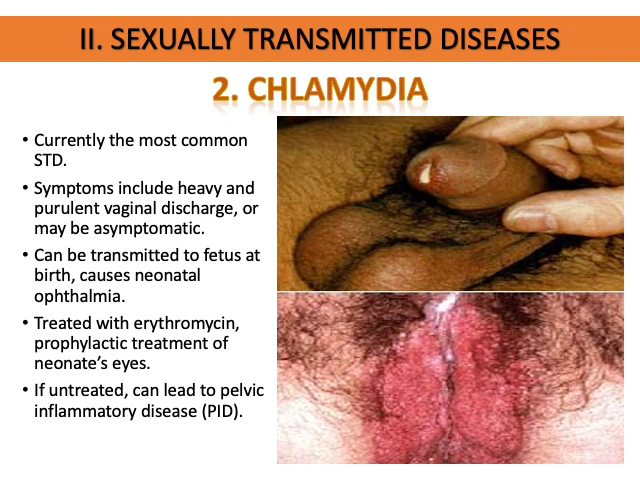 II. SEXUALLY TRANSMITTED DISEASES
2. CHLAMYDIA
• Currently the most common
STD.
• Symptoms include heavy and
purulent vaginal discharge, or
may be asymptomatic.
• Can be transmitted to fetus at
birth, causes neonatal
ophthalmia.
• Treated with erythromycin,
prophylactic treatment of
neonate’s eyes.
• If untreated, can lead to pelvic
inflammatory disease (PID).